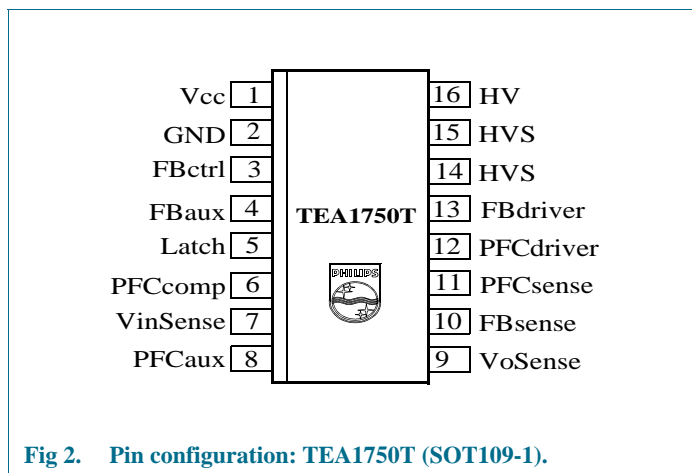 Vcc 1 16 HV
GND 2 15 HVS
FBctrl 3 14 HVS
FBaux 4 TEA1750T 13 FBdriver
Latch 5 12 PFCdriver
PFCcomp 6 PHILIPS 11 PFCsense
VinSense 7 10 FBsense
PFCaux 8 9 VoSense
Fig 2. Pin configuration: TEA1750T (SOT109-1).